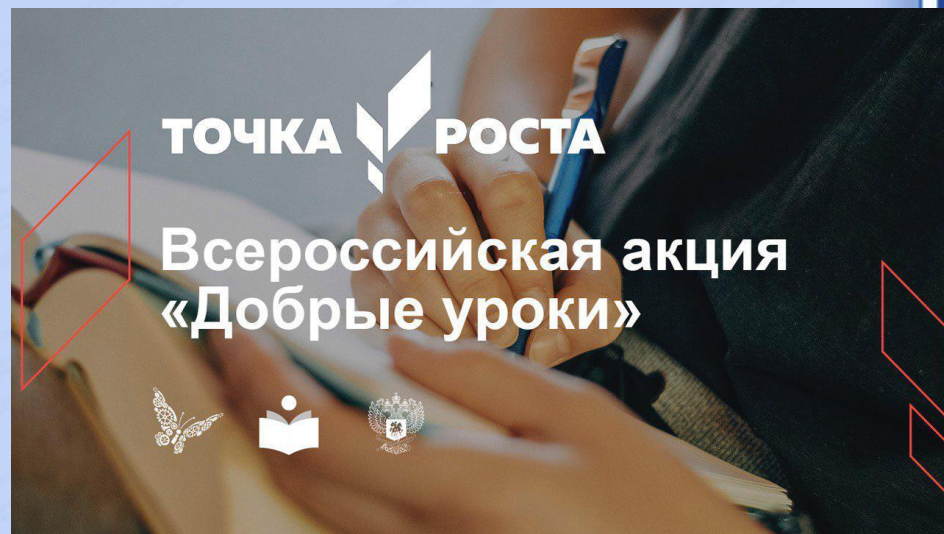 ТОЧКА РОСТА
Всероссийская акция
«Добрые уроки»